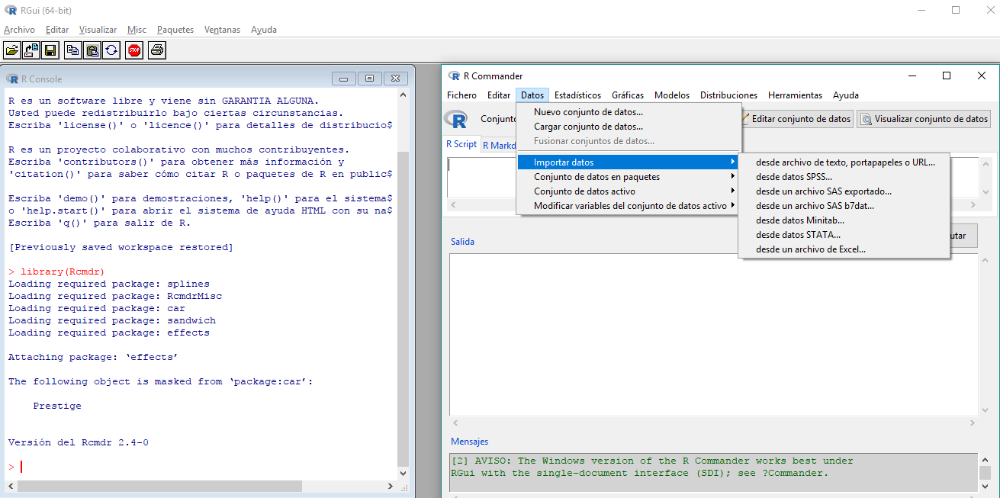 RGui (64-bit)
Archivo Editar Visualizar Misc Paquetes Ventanas Ayuda
STOP
R Console
R es un software libre y viene sin GARANTIA ALGUNA.
Usted puede redistribuirlo bajo ciertas circunstancias.
Escriba 'license()' o 'licence()' para detalles de distribucio$
R es un proyecto colaborativo con muchos contribuyentes.
Escriba 'contributors()' para obtener más información y
'citation()' para saber cómo citar R o paquetes de R en public$
Escriba 'demo()' para demostraciones, 'help()' para el sistema$
o 'help.start()' para abrir el sistema de ayuda HTML con su na$
Escriba 'q()' para salir de R.
[Previously saved workspace restored]
> library(Rcmdr)
Loading required package: splines
Loading required package: RcmdrMisc
Loading required package: car
Loading required package: sandwich
Loading required package: effects
Attaching package: ‘effects’
The following object is masked from ‘package:car’:
Prestige
Versión del Rcmdr 2.4-0
>
R Commander
Fichero Editar Datos Estadísticos Gráficas Modelos Distribuciones Herramientas Ayuda
R Conjunto Editar conjunto de datos Visualizar conjunto de datos
R Script R Markd
Nuevo conjunto de datos...
Cargar conjunto de datos...
Fusionar conjuntos de datos...
Importar datos
Conjunto de datos en paquetes
Conjunto de datos activo
Modificar variables del conjunto de datos activo
desde archivo de texto, portapapeles o URL...
desde datos SPSS...
desde un archivo SAS exportado...
desde un archivo SAS b7dat...
desde datos Minitab...
desde datos STATA...
desde un archivo de Excel...
utar
Salida
Mensajes
[2] AVISO: The Windows version of the R Commander works best under
RGui with the single-document interface (SDI); see ?Commander.